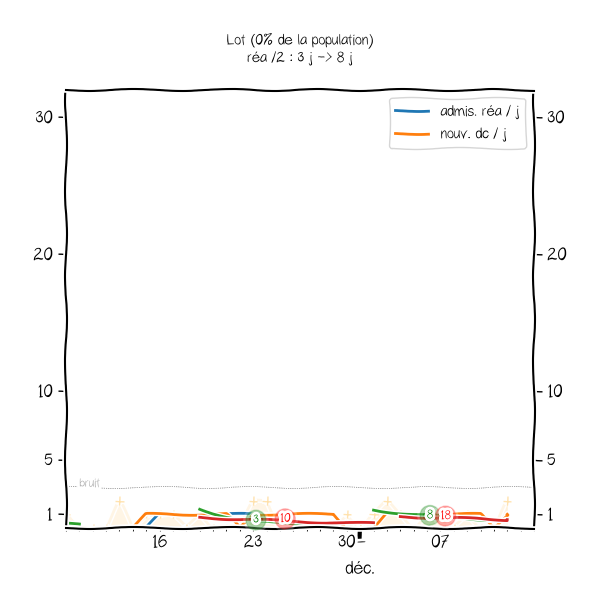 Lot (0% de la population)
réa /2 : 3 j -> 8 j
admis. réa / j
nouv. dc / j
30 30
20 20
10 10
5 5
bruit
1 1
3 10 8 18
16 23 30 07
déc.